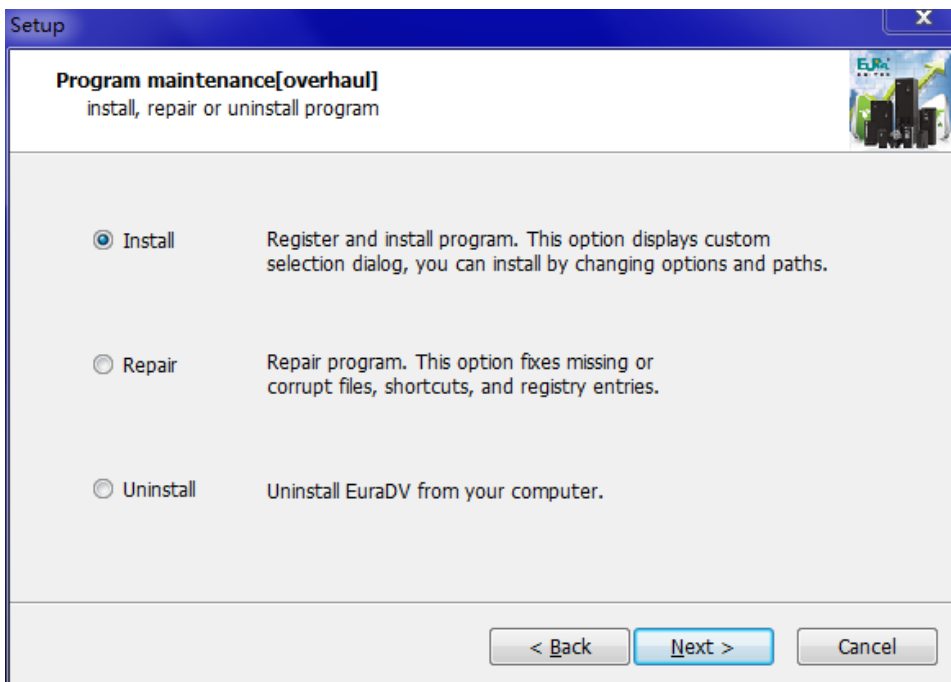 Setup
X
Program maintenance[overhaul]
install, repair or uninstall program
EURA
Install
Register and install program. This option displays custom
selection dialog, you can install by changing options and paths.
Repair
Repair program. This option fixes missing or
corrupt files, shortcuts, and registry entries.
Uninstall
Uninstall EuraDV from your computer.
< Back
Next >
Cancel